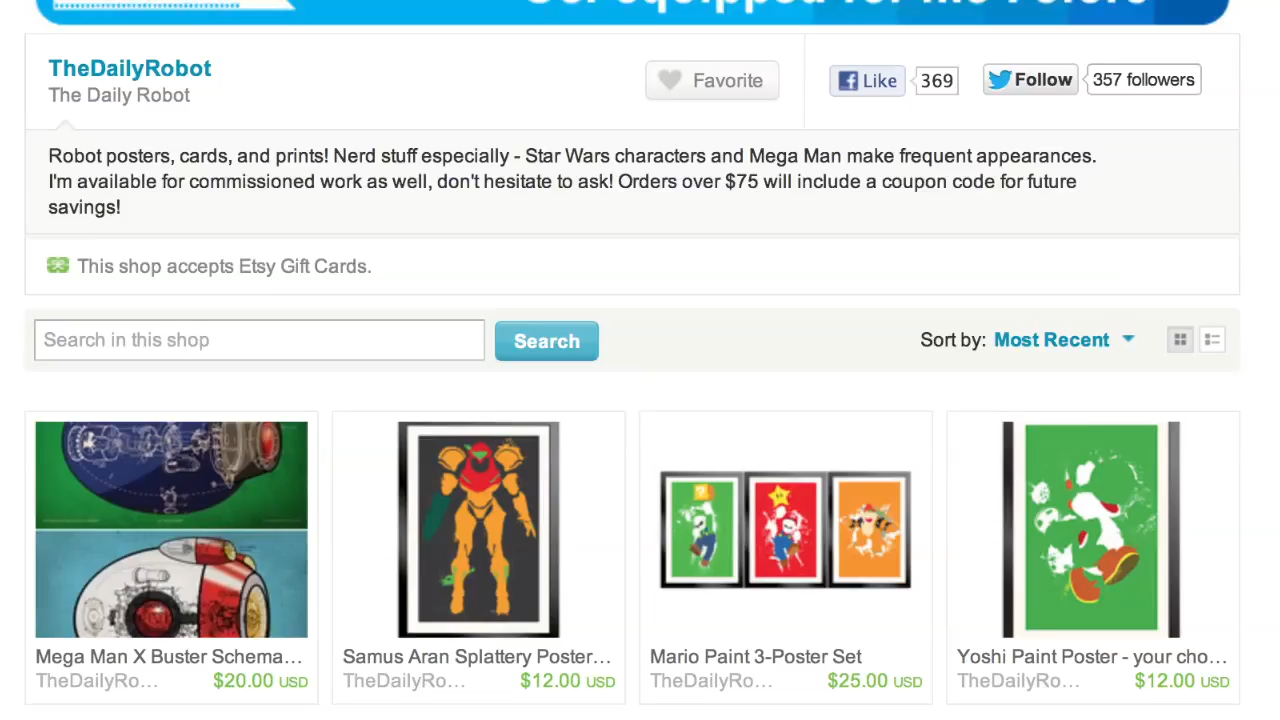 TheDailyRobot
The Daily Robot
Favorite
Like 369
Follow 357 followers
Robot posters, cards, and prints! Nerd stuff especially - Star Wars characters and Mega Man make frequent appearances.
I'm available for commissioned work as well, don't hesitate to ask! Orders over $75 will include a coupon code for future
savings!
This shop accepts Etsy Gift Cards.
Search in this shop
Search
Sort by: Most Recent
Mega Man X Buster Schema...
TheDailyRo... $20.00 USD
Samus Aran Splattery Poster...
TheDailyRo... $12.00 USD
Mario Paint 3-Poster Set
TheDailyRo... $25.00 USD
Yoshi Paint Poster - your cho...
TheDailyRo... $12.00 USD